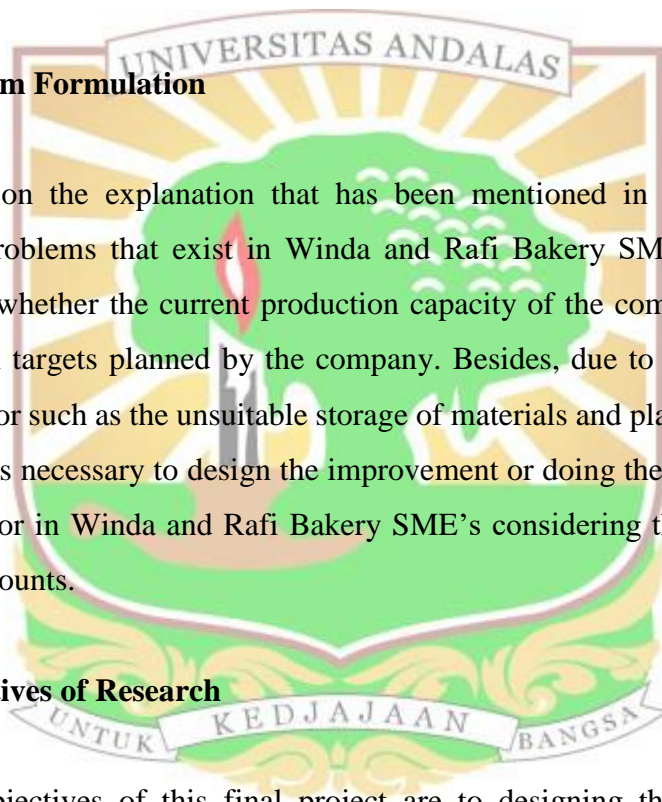 UNIVERSITAS ANDALAS
m Formulation
on the explanation that has been mentioned in
roblems that exist in Winda and Rafi Bakery SM
whether the current production capacity of the com
targets planned by the company. Besides, due to
or such as the unsuitable storage of materials and pla
s necessary to design the improvement or doing the
or in Winda and Rafi Bakery SME’s considering th
ounts.
tives of Research
UNTUK KEDJAJAAN BANGSA
bjectives of this final project are to designing th